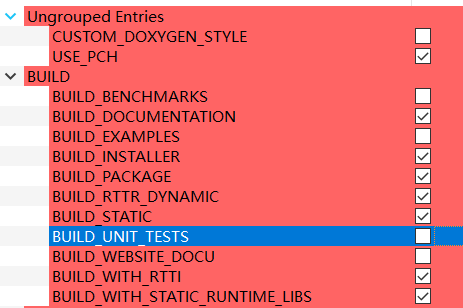 Ungrouped Entries
CUSTOM_DOXYGEN_STYLE
USE_PCH
BUILD
BUILD_BENCHMARKS
BUILD_DOCUMENTATION
BUILD_EXAMPLES
BUILD_INSTALLER
BUILD_PACKAGE
BUILD_RTTR_DYNAMIC
BUILD_STATIC
BUILD_UNIT_TESTS
BUILD_WEBSITE_DOCU
BUILD_WITH_RTTI
BUILD_WITH_STATIC_RUNTIME_LIBS